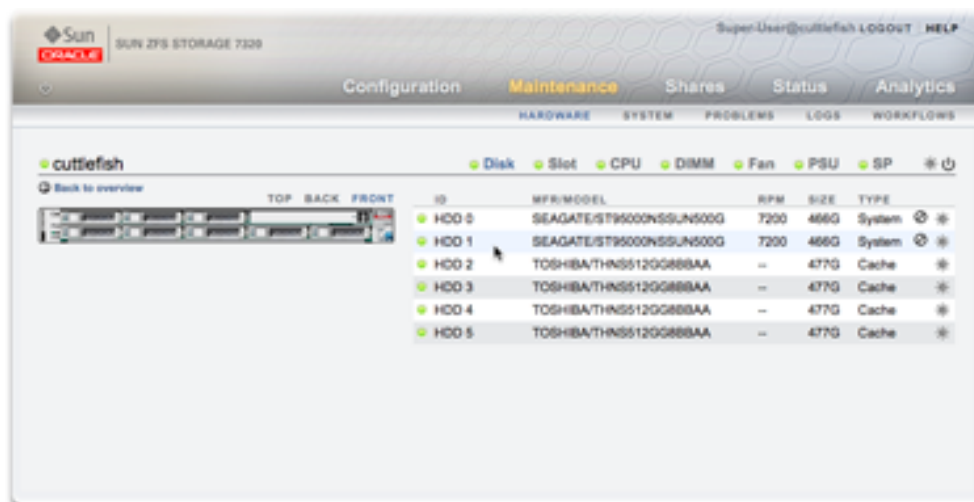 Sun
ORACLE
SUN ZFS STORAGE 7320
Super-User@cuttlefish LOGOUT HELP
Configuration Maintenance Shares Status Analytics
HARDWARE SYSTEM PROBLEMS LOGS WORKFLOWS
cuttlefish
Disk Slot CPU DIMM Fan PSU SP
Back to overview
TOP BACK FRONT
ID MFR/MODEL RPM SIZE TYPE
HDD 0 SEAGATE/ST95000NSSUN500G 7200 466G System
HDD 1 SEAGATE/ST95000NSSUN500G 7200 466G System
HDD 2 TOSHIBA/THNS512GG8BBAA -- 477G Cache
HDD 3 TOSHIBA/THNS512GG8BBAA -- 477G Cache
HDD 4 TOSHIBA/THNS512GG8BBAA -- 477G Cache
HDD 5 TOSHIBA/THNS512GG8BBAA -- 477G Cache